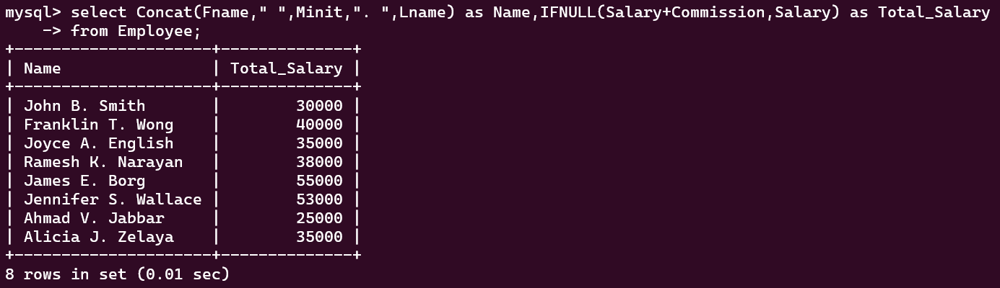 mysql> select Concat(Fname," ",Minit,". ",Lname) as Name,IFNULL(Salary+Commission,Salary) as Total_Salary
    -> from Employee;
+---------------------+--------------+
| Name                | Total_Salary |
+---------------------+--------------+
| John B. Smith       |        30000 |
| Franklin T. Wong    |        40000 |
| Joyce A. English    |        35000 |
| Ramesh K. Narayan   |        38000 |
| James E. Borg       |        55000 |
| Jennifer S. Wallace |        53000 |
| Ahmad V. Jabbar     |        25000 |
| Alicia J. Zelaya    |        35000 |
+---------------------+--------------+
8 rows in set (0.01 sec)